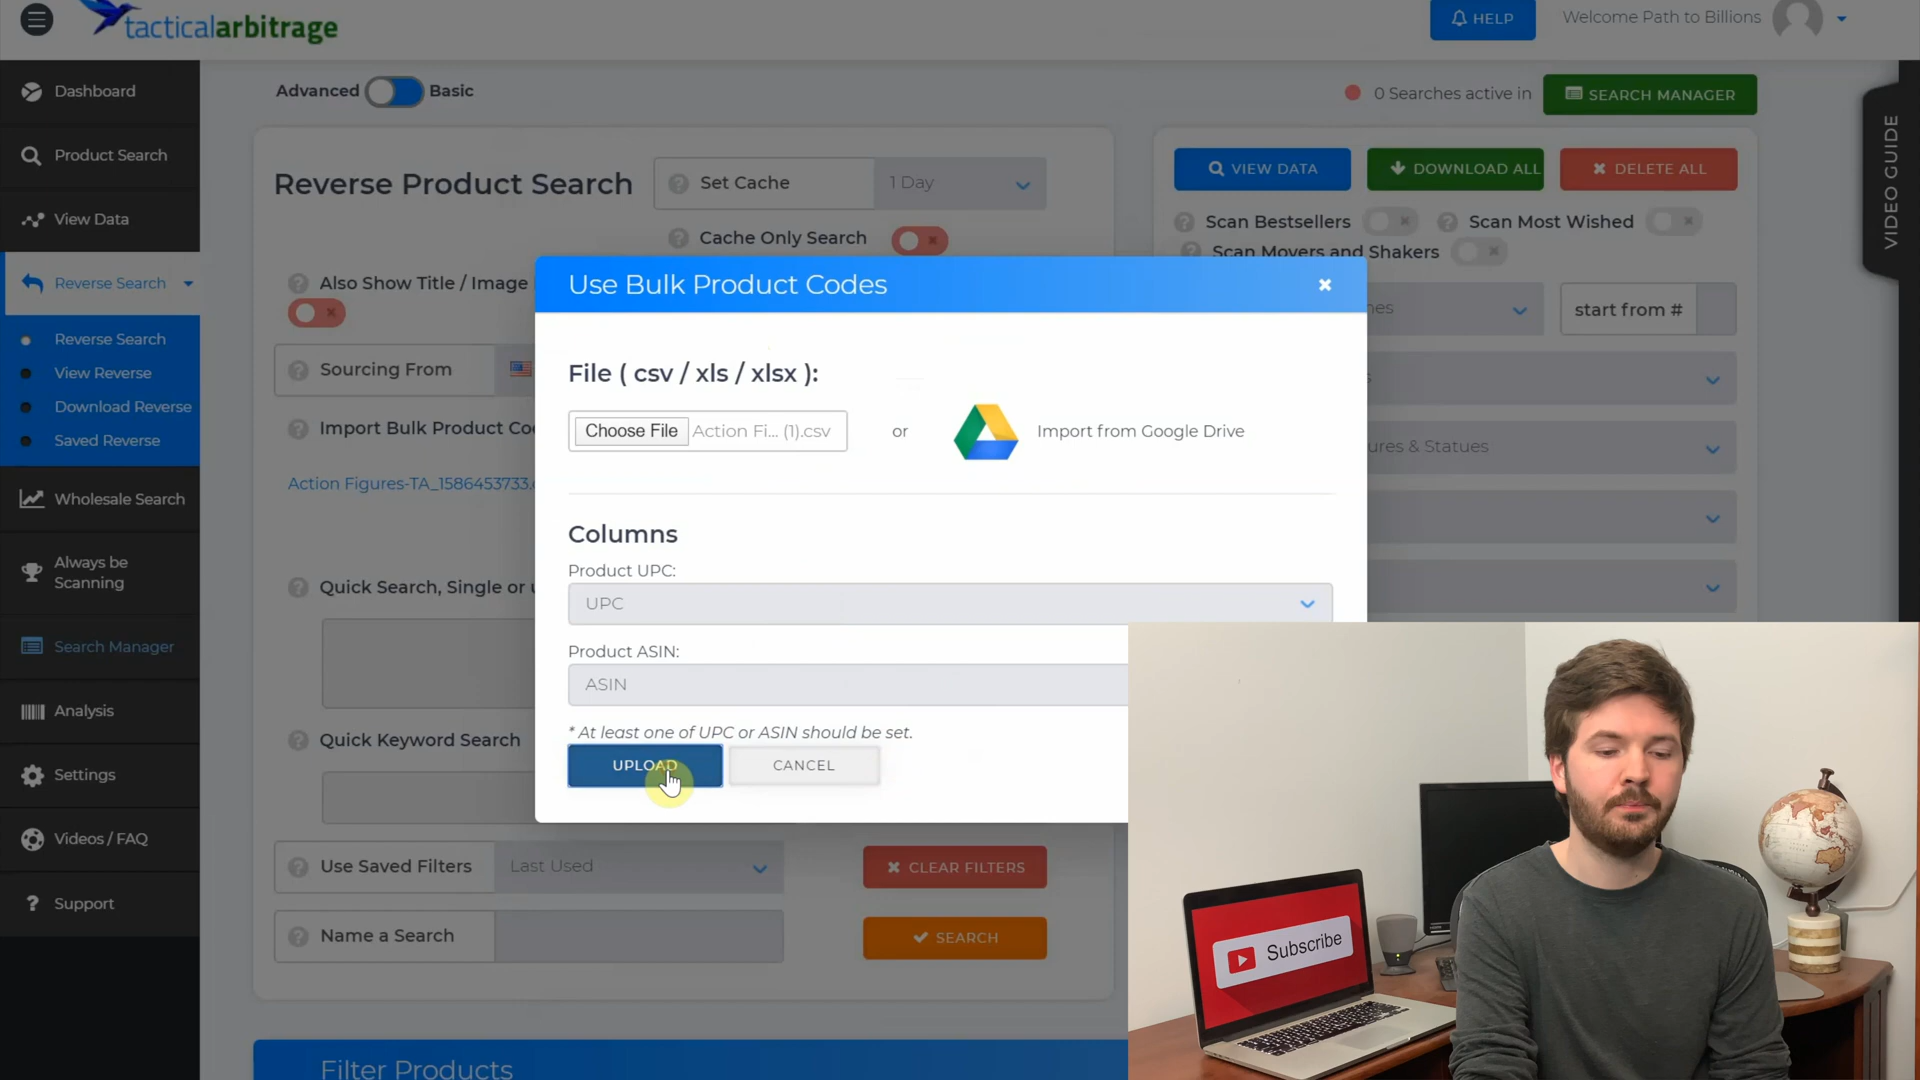 tacticalarbitrage
HELP
Welcome Path to Billions
Dashboard
Product Search
View Data
Reverse Search
Reverse Search
View Reverse
Download Reverse
Saved Reverse
Wholesale Search
Always be
Scanning
Search Manager
Analysis
Settings
Videos / FAQ
? Support
Advanced Basic
0 Searches active in
SEARCH MANAGER
VIDEO GUIDE
Reverse Product Search
? Set Cache
1 Day
? Cache Only Search
? Also Show Title / Image
? Sourcing From
? Import Bulk Product Co
Action Figures-TA_1586453733.
? Quick Search, Single or
? Quick Keyword Search
? Use Saved Filters
Last Used
CLEAR FILTERS
? Name a Search
SEARCH
Filter Products
VIEW DATA
DOWNLOAD ALL
DELETE ALL
? Scan Bestsellers
? Scan Most Wished
? Scan Movers and Shakers
start from #
ures & Statues
Use Bulk Product Codes
File ( csv / xls / xlsx ):
Choose File
Action Fi... (1).csv
or
Import from Google Drive
Columns
Product UPC:
UPC
Product ASIN:
ASIN
* At least one of UPC or ASIN should be set.
UPLOAD
CANCEL
Subscribe